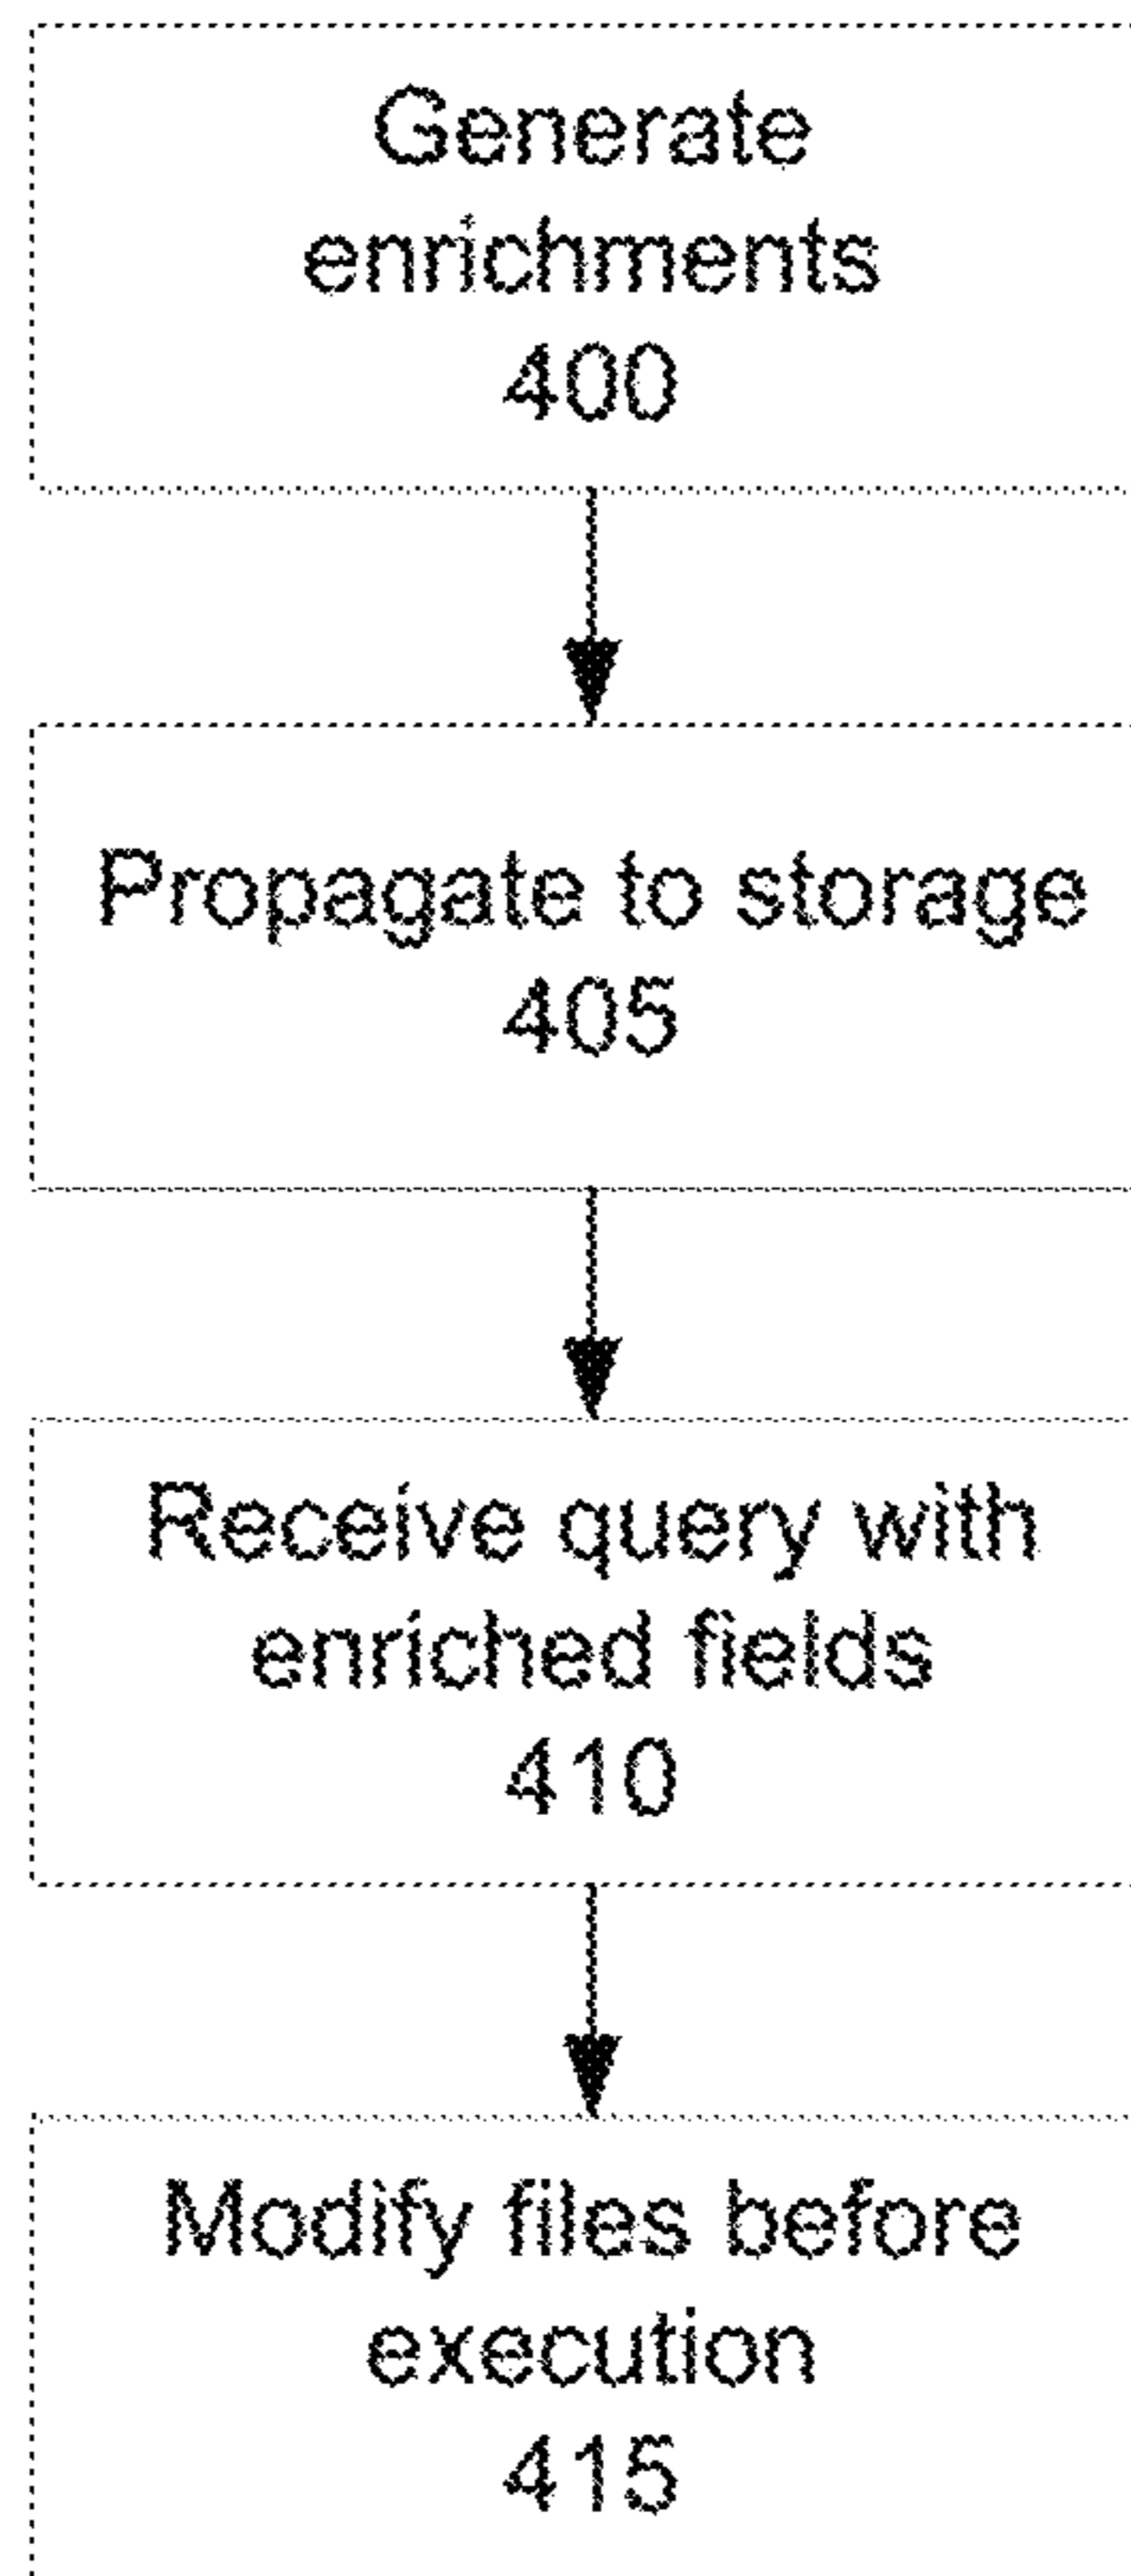 Generate
enrichments
400
Propagate to storage
405
Receive query with
enriched fields
410
Modify files before
execution
415